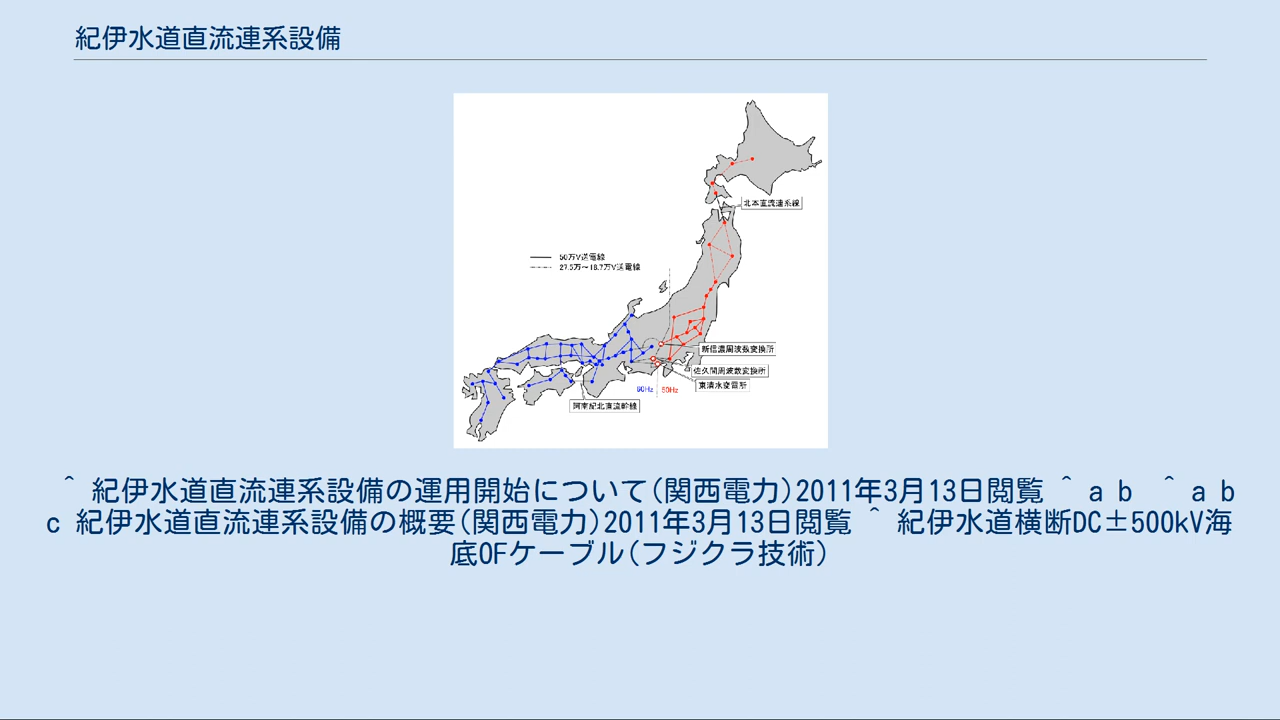 紀伊水道直流連系設備
北本直流連系線
50万V送電線
27.5万～18.7万V送電線
新信濃周波数変換所
佐久間周波数変換所
東清水変電所
60Hz
50Hz
阿南紀北直流幹線
^ 紀伊水道直流連系設備の運用開始について(関西電力)2011年3月13日閲覧 ^ a b ^ a b
c 紀伊水道直流連系設備の概要(関西電力)2011年3月13日閲覧 ^ 紀伊水道横断DC±500kV海
底OFケーブル(フジクラ技術)